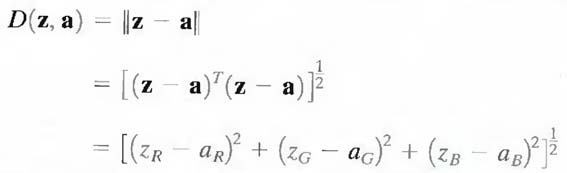 D(z, a) = ‖z − a‖
= [(z − a)ᵀ(z − a)]^{1/2}
= [(z_R − a_R)² + (z_G − a_G)² + (z_B − a_B)²]^{1/2}